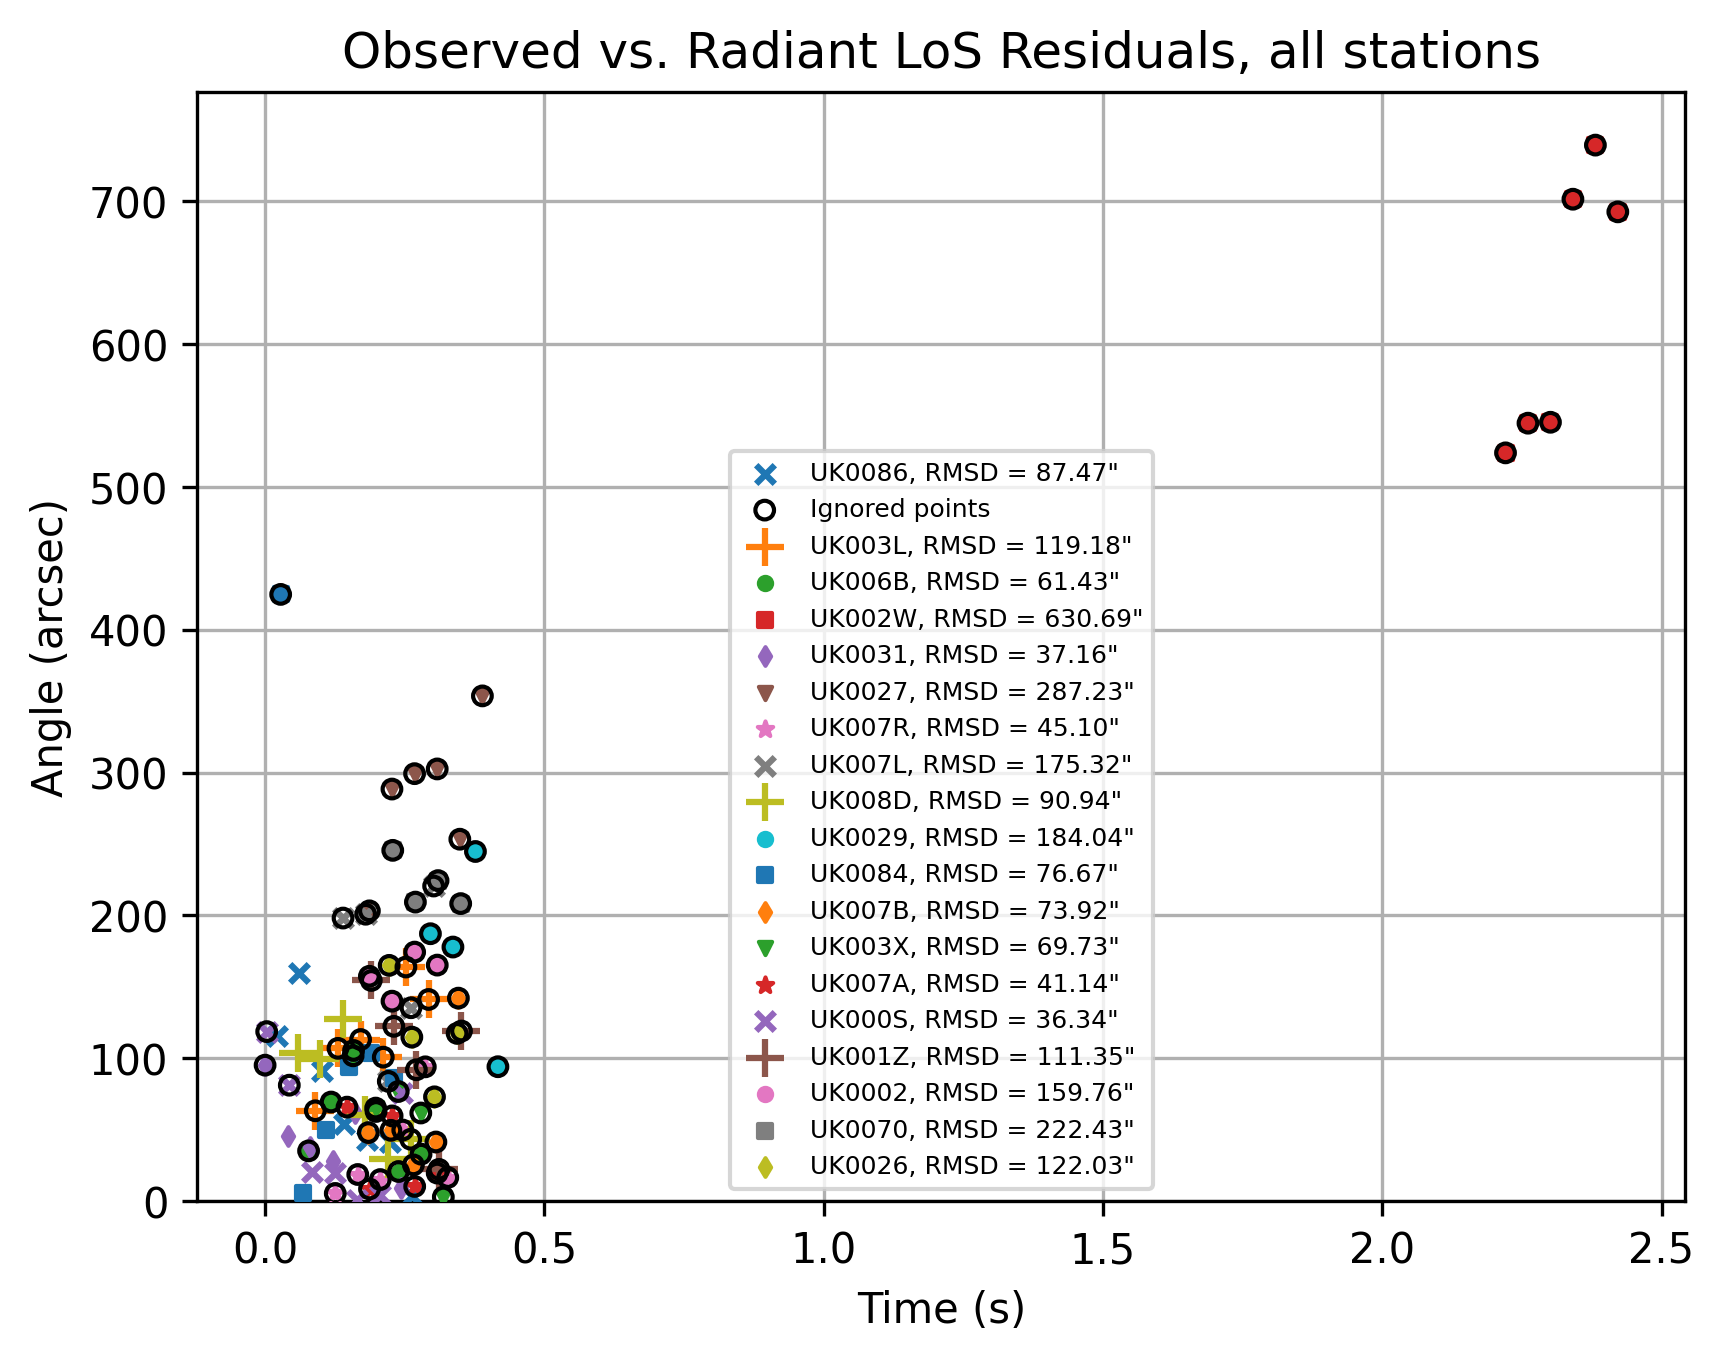 Observed vs. Radiant LoS Residuals, all stations
Angle (arcsec)
700
600
500
400
300
200
100
0
UK0086, RMSD = 87.47"
Ignored points
UK003L, RMSD = 119.18"
UK006B, RMSD = 61.43"
UK002W, RMSD = 630.69"
UK0031, RMSD = 37.16"
UK0027, RMSD = 287.23"
UK007R, RMSD = 45.10"
UK007L, RMSD = 175.32"
UK008D, RMSD = 90.94"
UK0029, RMSD = 184.04"
UK0084, RMSD = 76.67"
UK007B, RMSD = 73.92"
UK003X, RMSD = 69.73"
UK007A, RMSD = 41.14"
UK000S, RMSD = 36.34"
UK001Z, RMSD = 111.35"
UK0002, RMSD = 159.76"
UK0070, RMSD = 222.43"
UK0026, RMSD = 122.03"
0.0 0.5 1.0 1.5 2.0 2.5
Time (s)